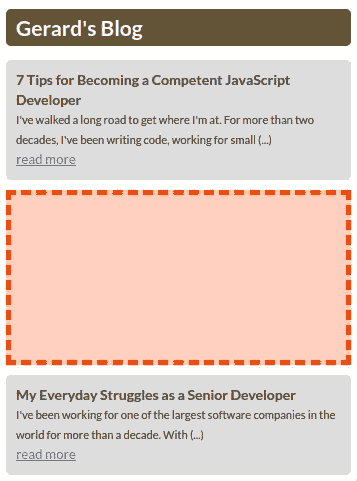 Gerard's Blog
7 Tips for Becoming a Competent JavaScript
Developer
I've walked a long road to get where I'm at. For more than two
decades, I've been writing code, working for small (...)
read more
My Everyday Struggles as a Senior Developer
I've been working for one of the largest software companies in the
world for more than a decade. With (...)
read more